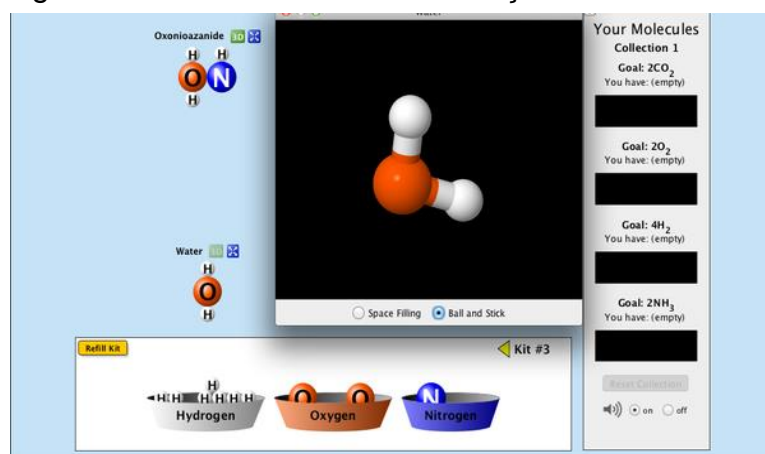 Oxonioazanide 3D
H H
O N
H
Water 3D
H
O
H
Space Filling Ball and Stick
Refill Kit
Kit #3
H
H H H H H H
Hydrogen
O O
Oxygen
N
Nitrogen
Your Molecules
Collection 1
Goal: 2CO2
You have: (empty)
Goal: 2O2
You have: (empty)
Goal: 4H2
You have: (empty)
Goal: 2NH3
You have: (empty)
Reset Collection
on off